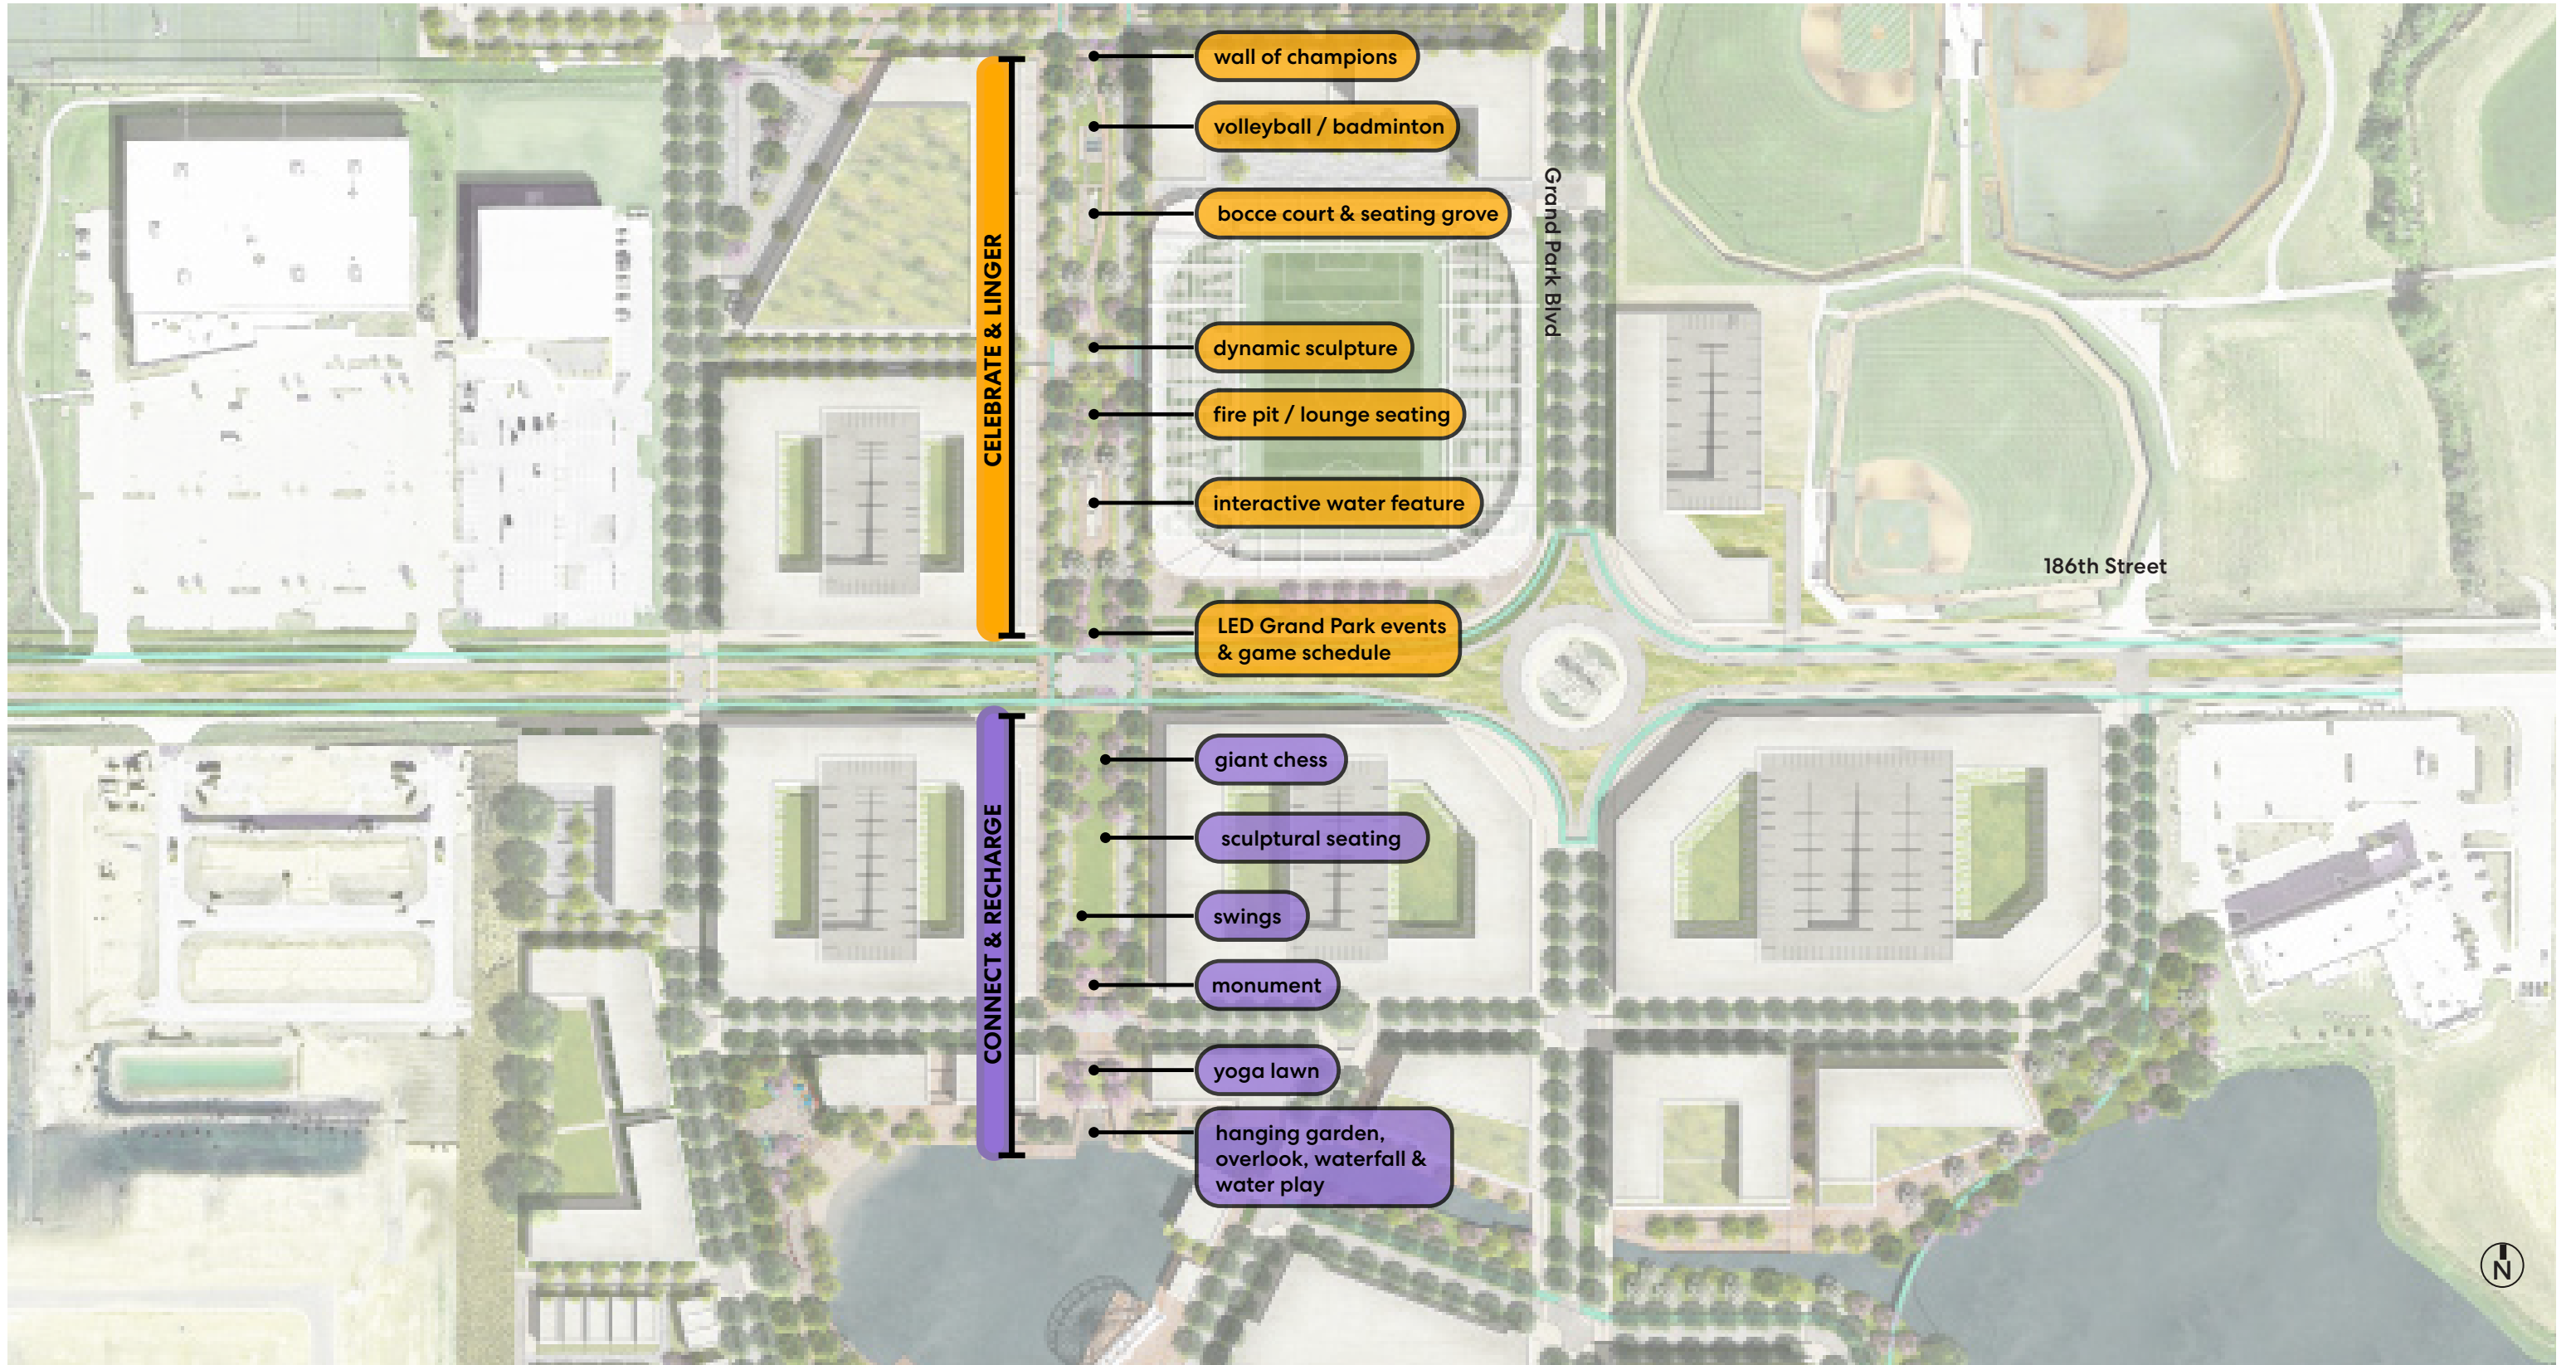 wall of champions
volleyball / badminton
bocce court & seating grove
Grand Park Blvd
CELEBRATE & LINGER
dynamic sculpture
fire pit / lounge seating
interactive water feature
186th Street
LED Grand Park events
& game schedule
giant chess
sculptural seating
swings
CONNECT & RECHARGE
monument
yoga lawn
hanging garden,
overlook, waterfall &
water play
N